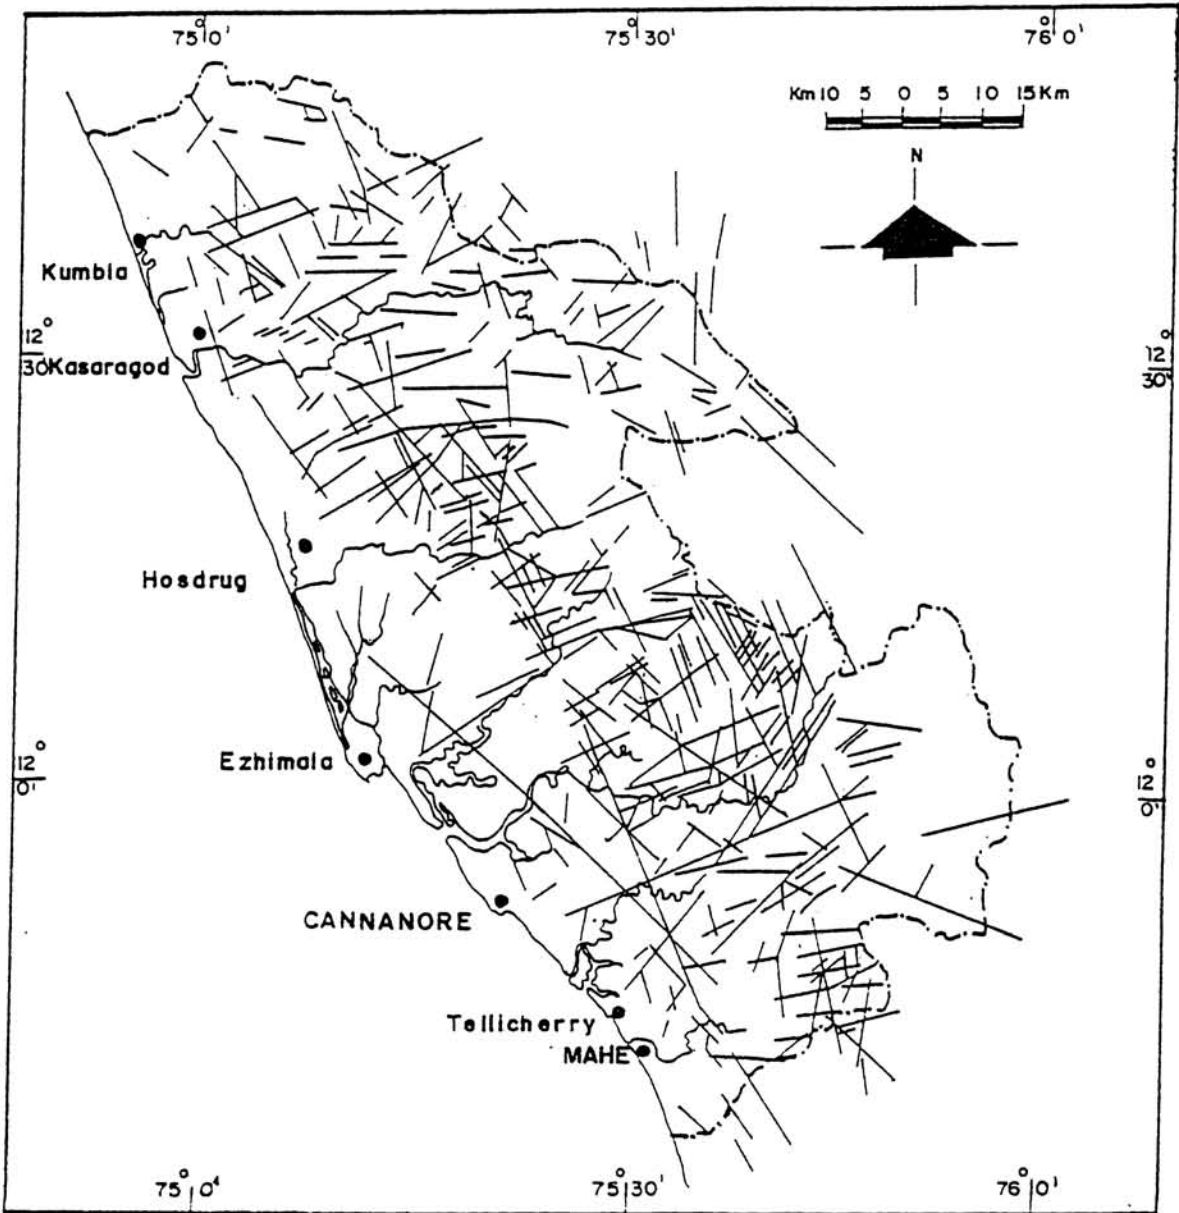 75° 0'
75° 30'
76° 0'
Km 10 5 0 5 10 15 Km
N
Kumbla
12° 30'
Kasaragod
12° 30'
Hosdrug
Ezhimala
12° 0'
12° 0'
CANNANORE
Tellicherry
MAHE
75° 0'
75° 30'
76° 0'